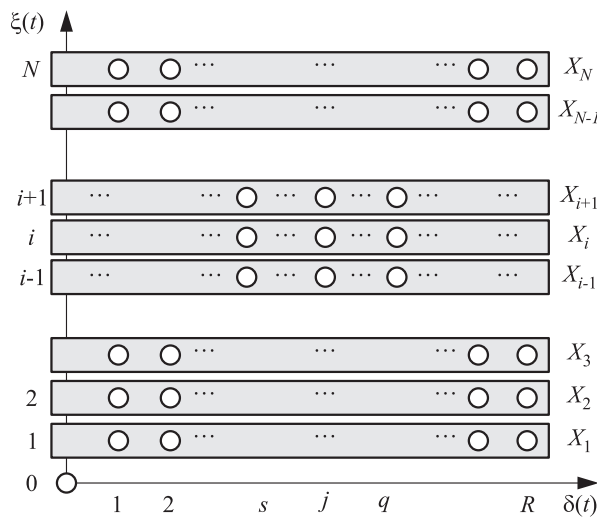 ξ(t)
N ... ... ... X_N
X_{N-1}
i+1 ... ... ... ... ... ... X_{i+1}
i ... ... ... ... ... ... X_i
i-1 ... ... ... ... ... ... X_{i-1}
... ... ... X_3
2 ... ... ... X_2
1 ... ... ... X_1
0
1 2 s j q R δ(t)